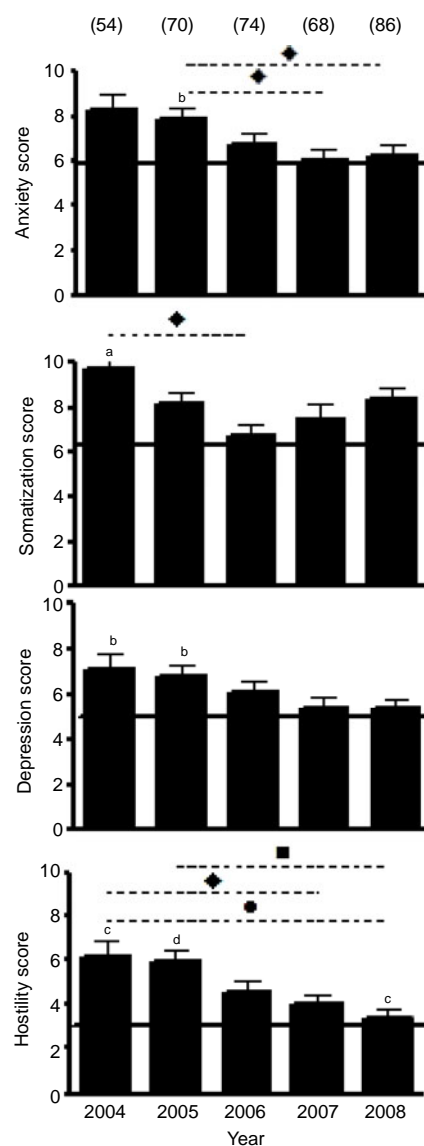 (54) (70) (74) (68) (86)
Anxiety score
10
8
6
4
2
0
b
Somatization score
10
8
6
4
2
0
a
Depression score
10
8
6
4
2
0
b b
Hostility score
10
8
6
4
2
0
c d c
2004 2005 2006 2007 2008
Year